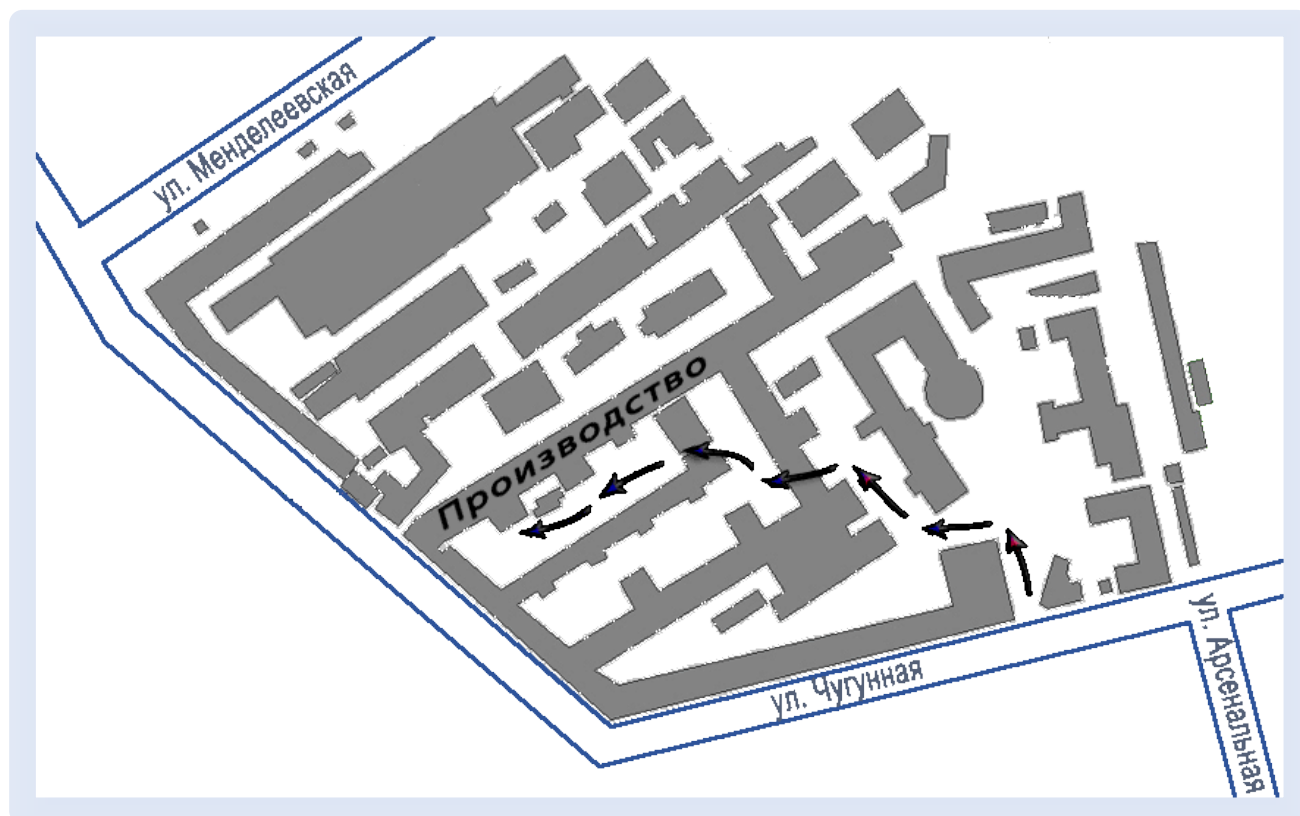 ул. Менделеевская
Производство
ул. Чугунная
ул. Арсенальная